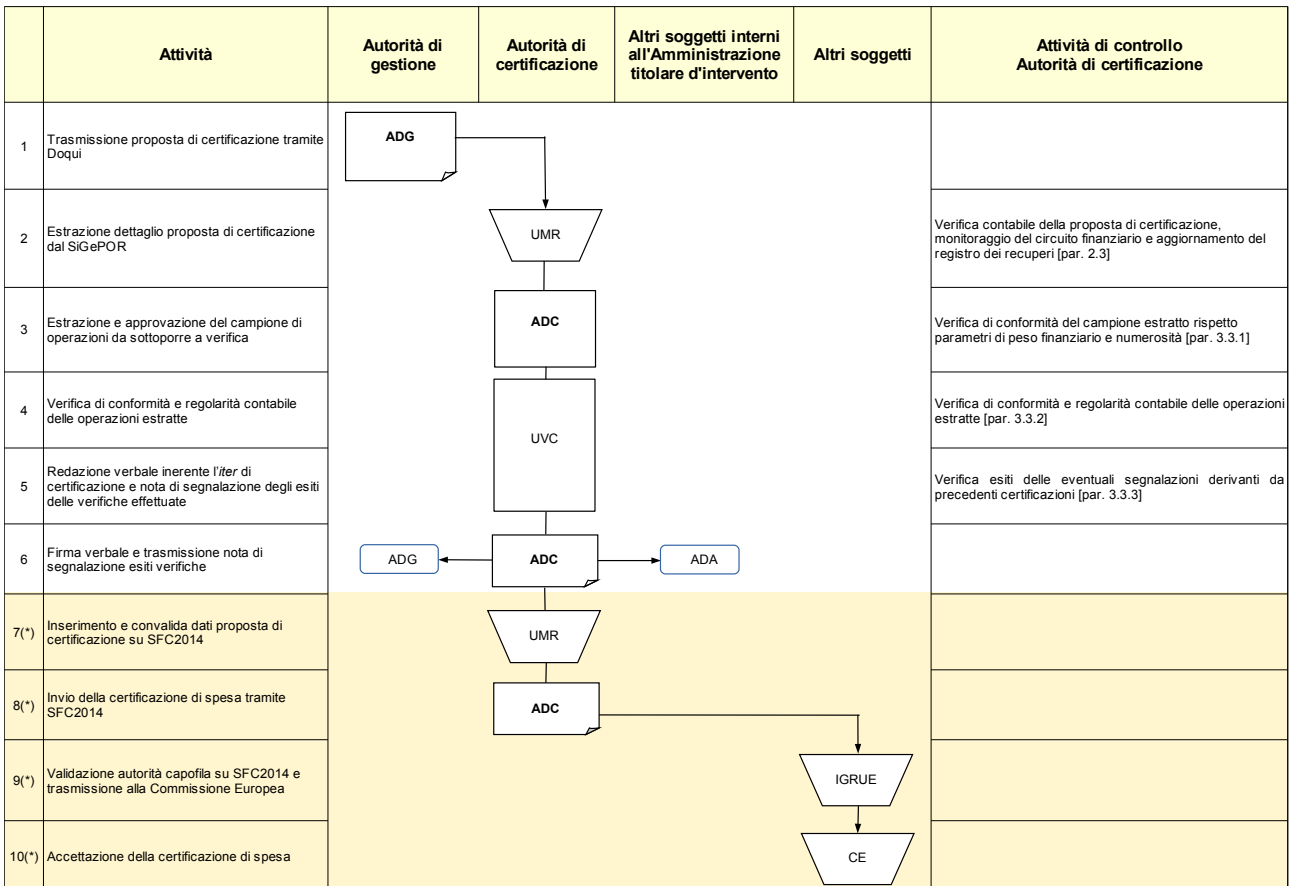 Attività
Autorità di
gestione
Autorità di
certificazione
Altri soggetti interni
all'Amministrazione
titolare d'intervento
Altri soggetti
Attività di controllo
Autorità di certificazione
1
Trasmissione proposta di certificazione tramite
Doqui
ADG
2
Estrazione dettaglio proposta di certificazione
dal SiGePOR
UMR
Verifica contabile della proposta di certificazione,
monitoraggio del circuito finanziario e aggiornamento del
registro dei recuperi [par. 2.3]
3
Estrazione e approvazione del campione di
operazioni da sottoporre a verifica
ADC
Verifica di conformità del campione estratto rispetto
parametri di peso finanziario e numerosità [par. 3.3.1]
4
Verifica di conformità e regolarità contabile
delle operazioni estratte
UVC
Verifica di conformità e regolarità contabile delle operazioni
estratte [par. 3.3.2]
5
Redazione verbale inerente l'iter di
certificazione e nota di segnalazione degli esiti
delle verifiche effettuate
Verifica esiti delle eventuali segnalazioni derivanti da
precedenti certificazioni [par. 3.3.3]
6
Firma verbale e trasmissione nota di
segnalazione esiti verifiche
ADG
ADC
ADA
7(*)
Inserimento e convalida dati proposta di
certificazione su SFC2014
UMR
8(*)
Invio della certificazione di spesa tramite
SFC2014
ADC
9(*)
Validazione autorità capofila su SFC2014 e
trasmissione alla Commissione Europea
IGRUE
10(*)
Accettazione della certificazione di spesa
CE